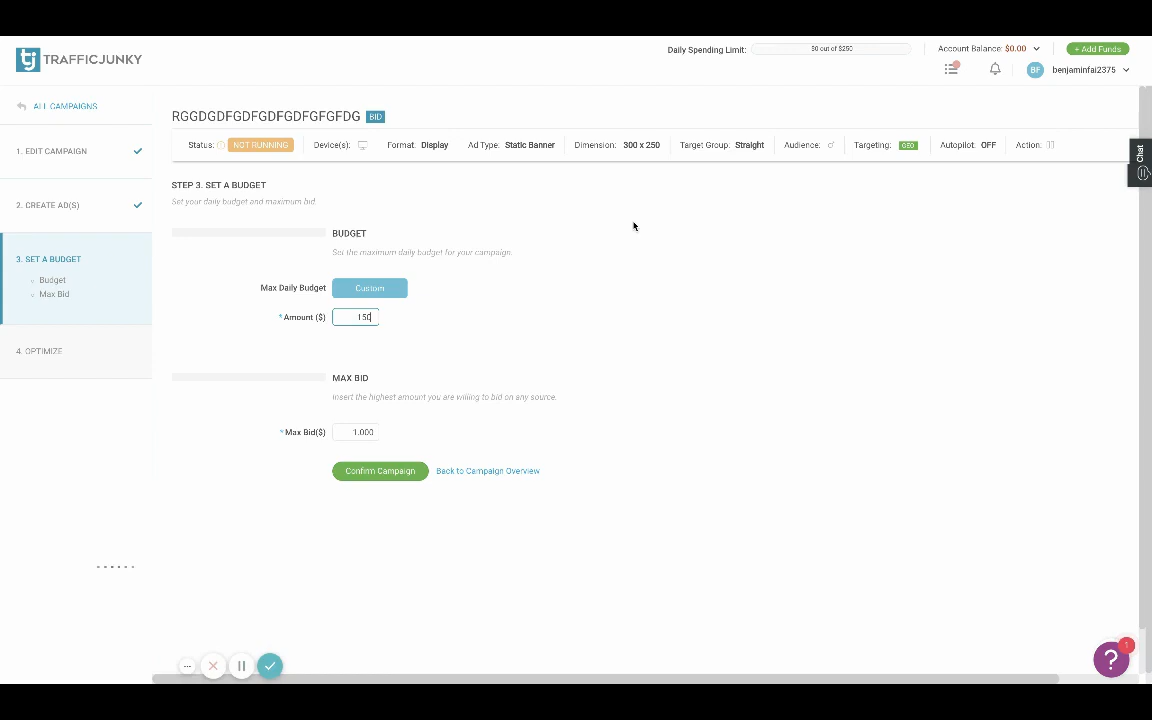 tj TRAFFICJUNKY
Daily Spending Limit: $0 out of $250
Account Balance: $0.00
+ Add Funds
BF benjaminfai2375
ALL CAMPAIGNS
1. EDIT CAMPAIGN
2. CREATE AD(S)
3. SET A BUDGET
Budget
Max Bid
4. OPTIMIZE
RGGDGDFGDFGDFGDFGFGFDG BID
Status: NOT RUNNING Device(s): Format: Display Ad Type: Static Banner Dimension: 300 x 250 Target Group: Straight Audience: Targeting: GEO Autopilot: OFF Action:
STEP 3. SET A BUDGET
Set your daily budget and maximum bid.
BUDGET
Set the maximum daily budget for your campaign.
Max Daily Budget Custom
*Amount ($) 150
MAX BID
Insert the highest amount you are willing to bid on any source.
*Max Bid($) 1.000
Confirm Campaign Back to Campaign Overview
Chat
? 1